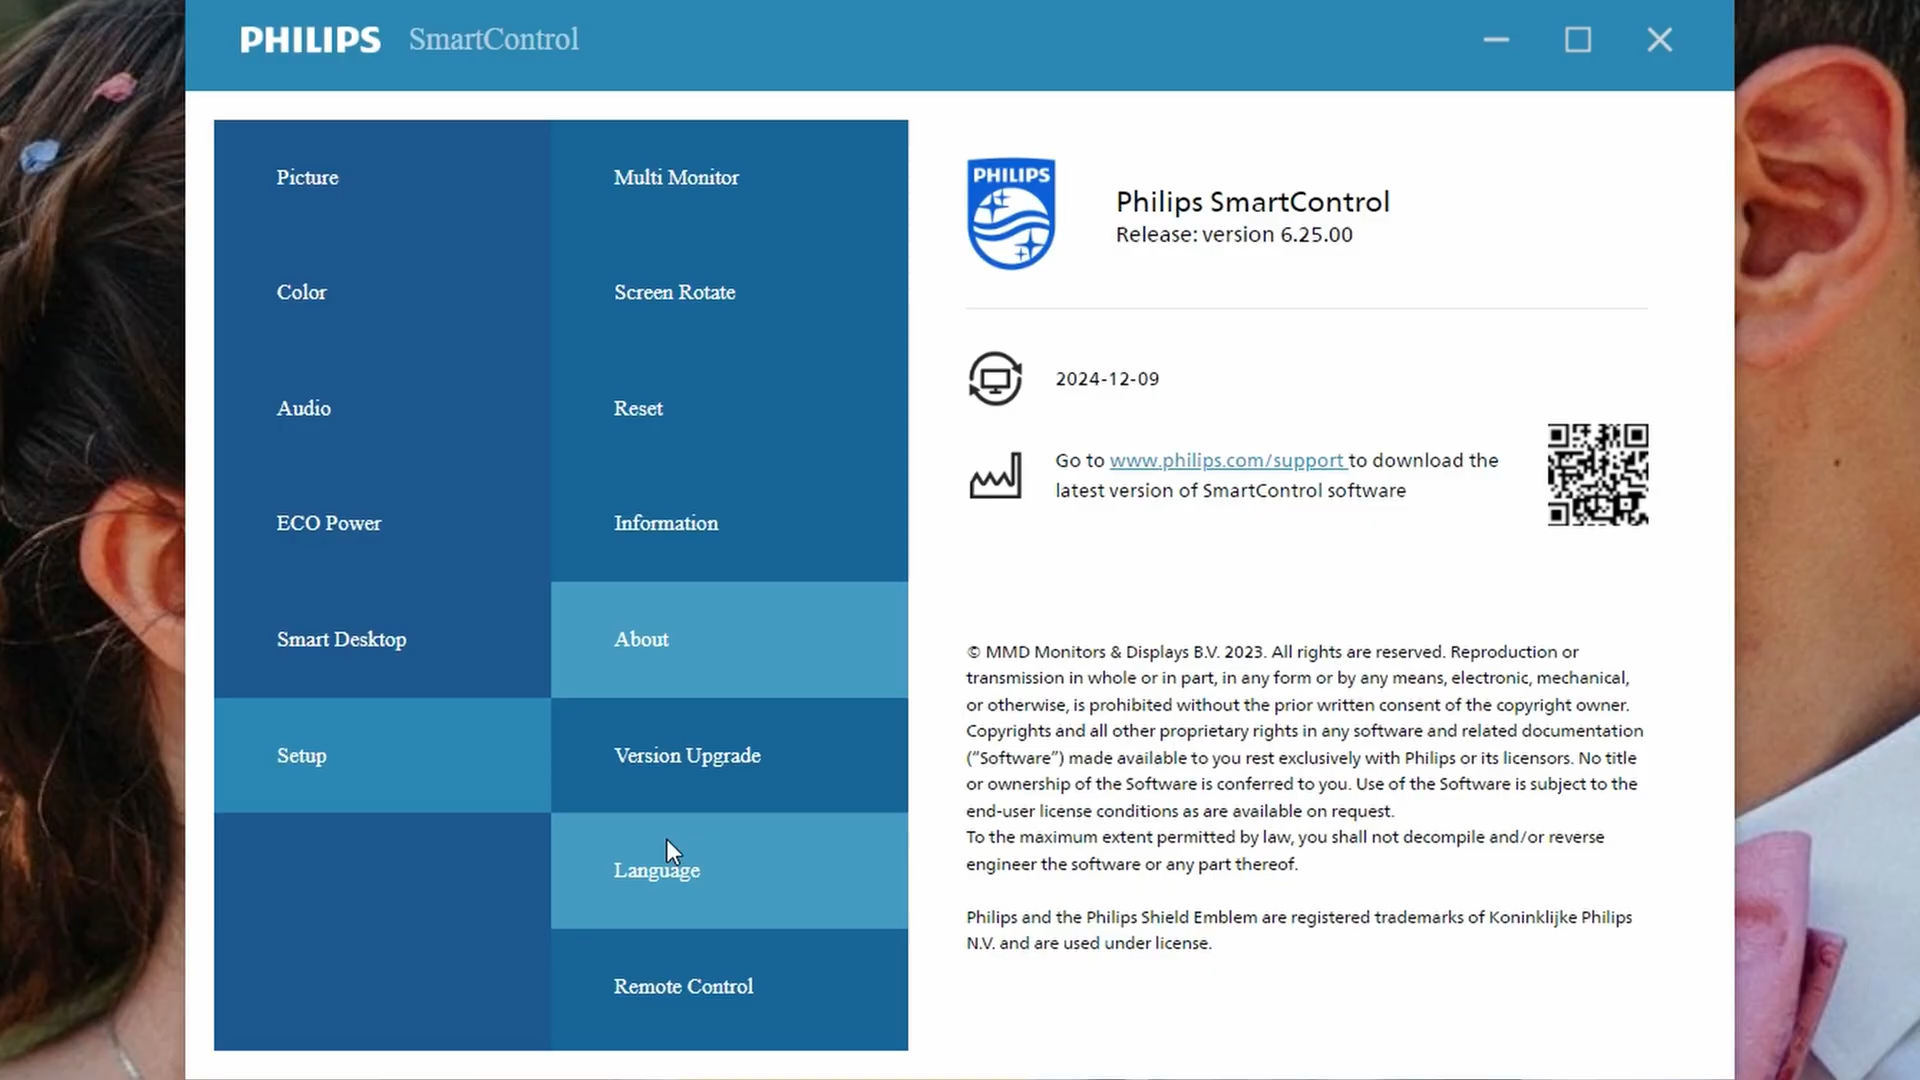 PHILIPS SmartControl
Picture
Color
Audio
ECO Power
Smart Desktop
Setup
Multi Monitor
Screen Rotate
Reset
Information
About
Version Upgrade
Language
Remote Control
PHILIPS
Philips SmartControl
Release: version 6.25.00
2024-12-09
Go to www.philips.com/support to download the
latest version of SmartControl software
© MMD Monitors & Displays B.V. 2023. All rights are reserved. Reproduction or
transmission in whole or in part, in any form or by any means, electronic, mechanical,
or otherwise, is prohibited without the prior written consent of the copyright owner.
Copyrights and all other proprietary rights in any software and related documentation
(“Software”) made available to you rest exclusively with Philips or its licensors. No title
or ownership of the Software is conferred to you. Use of the Software is subject to the
end-user license conditions as are available on request.
To the maximum extent permitted by law, you shall not decompile and/or reverse
engineer the software or any part thereof.
Philips and the Philips Shield Emblem are registered trademarks of Koninklijke Philips
N.V. and are used under license.